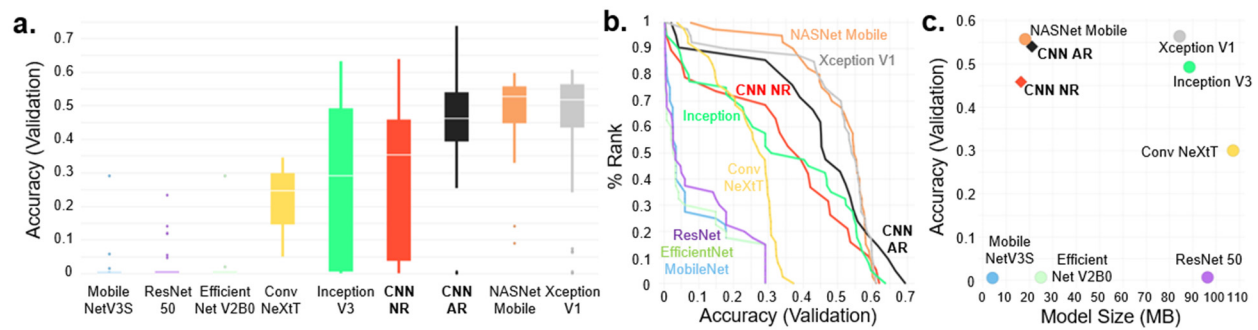 a.
Accuracy (Validation)
0.7
0.6
0.5
0.4
0.3
0.2
0.1
0
Mobile
NetV3S
ResNet
50
Efficient
Net V2B0
Conv
NeXtT
Inception
V3
CNN
NR
CNN
AR
NASNet
Mobile
Xception
V1
b.
% Rank
1
0.9
0.8
0.7
0.6
0.5
0.4
0.3
0.2
0.1
0
NASNet Mobile
Xception V1
CNN NR
Inception
Conv
NeXtT
ResNet
EfficientNet
MobileNet
CNN
AR
0 0.1 0.2 0.3 0.4 0.5 0.6 0.7
Accuracy (Validation)
c.
Accuracy (Validation)
0.6
0.5
0.4
0.3
0.2
0.1
0
NASNet Mobile
CNN AR
Xception V1
CNN NR
Inception V3
Conv NeXtT
Mobile
NetV3S
Efficient
Net V2B0
ResNet 50
0 10 20 30 40 50 60 70 80 90 100 110
Model Size (MB)